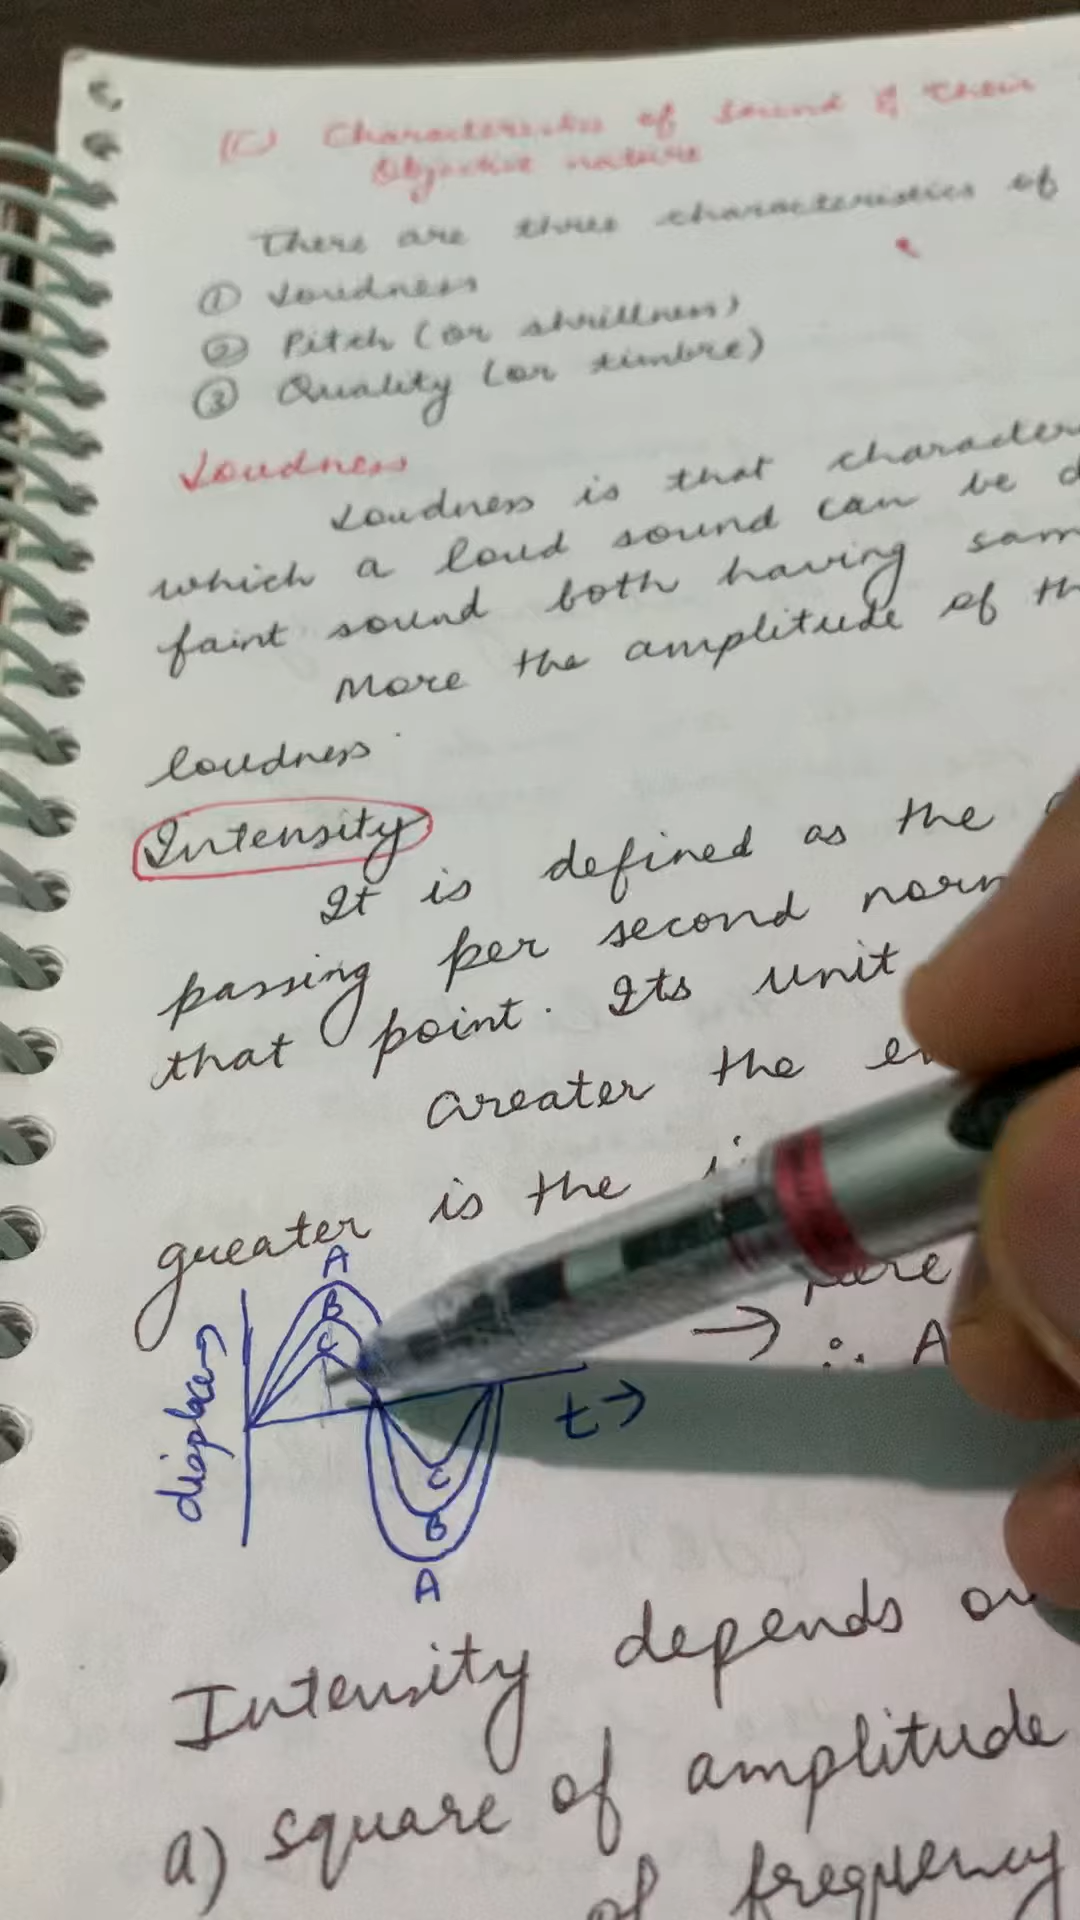 (C) Characteristics of sound & their
Objective nature
There are three characteristics of
① Loudness
② Pitch (or shrillness)
③ Quality (or timbre)
Loudness
Loudness is that character
which a loud sound can be d
faint sound both having sam
More the amplitude of th
loudness.
Intensity
It is defined as the
passing per second norm
that point. Its unit
Greater the en
greater is the i
A
B
C
displace
t →
C
B
A
→
∴ A
Intensity depends on
a) square of amplitude
of frequency